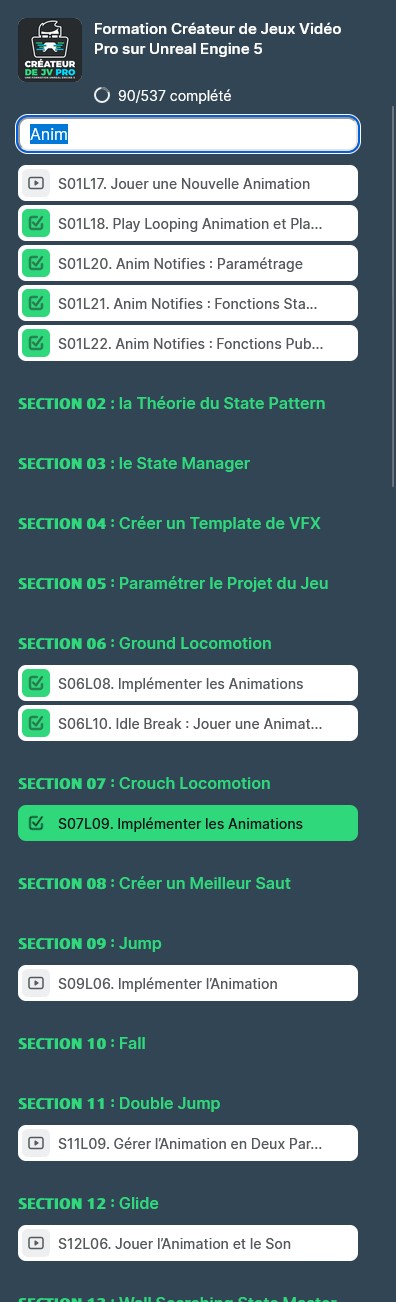 CRÉATEUR
DE JV PRO
Formation Créateur de Jeux Vidéo
Pro sur Unreal Engine 5
90/537 complété
Anim
S01L17. Jouer une Nouvelle Animation
S01L18. Play Looping Animation et Pla...
S01L20. Anim Notifies : Paramétrage
S01L21. Anim Notifies : Fonctions Sta...
S01L22. Anim Notifies : Fonctions Pub...
SECTION 02 : la Théorie du State Pattern
SECTION 03 : le State Manager
SECTION 04 : Créer un Template de VFX
SECTION 05 : Paramétrer le Projet du Jeu
SECTION 06 : Ground Locomotion
S06L08. Implémenter les Animations
S06L10. Idle Break : Jouer une Animat...
SECTION 07 : Crouch Locomotion
S07L09. Implémenter les Animations
SECTION 08 : Créer un Meilleur Saut
SECTION 09 : Jump
S09L06. Implémenter l'Animation
SECTION 10 : Fall
SECTION 11 : Double Jump
S11L09. Gérer l'Animation en Deux Par...
SECTION 12 : Glide
S12L06. Jouer l'Animation et le Son
SECTION 13 : Wall Searching State Master